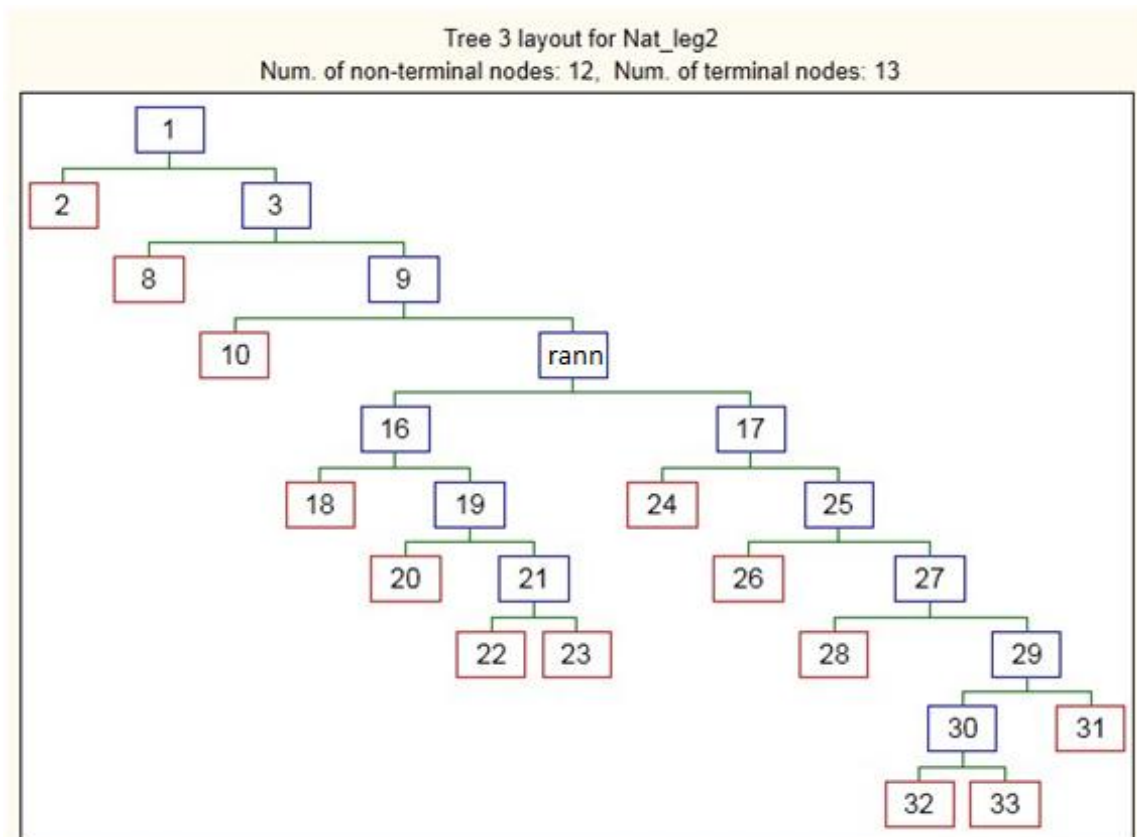 Tree 3 layout for Nat_leg2
Num. of non-terminal nodes: 12, Num. of terminal nodes: 13
1
2 3
8 9
10 rann
16 17
18 19 24 25
20 21 26 27
22 23 28 29
30 31
32 33